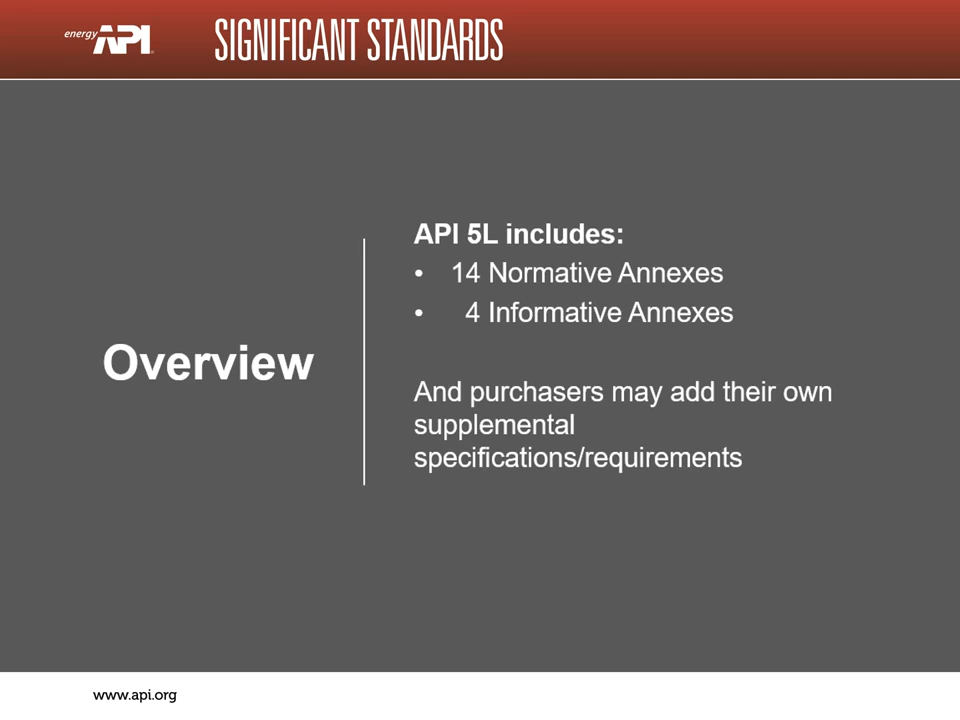 energy API
SIGNIFICANT STANDARDS
Overview
API 5L includes:
• 14 Normative Annexes
• 4 Informative Annexes
And purchasers may add their own
supplemental
specifications/requirements
www.api.org